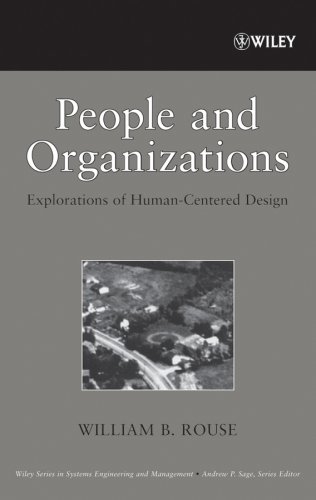 WILEY
People and
Organizations
Explorations of Human-Centered Design
WILLIAM B. ROUSE
Wiley Series in Systems Engineering and Management • Andrew P. Sage, Series Editor